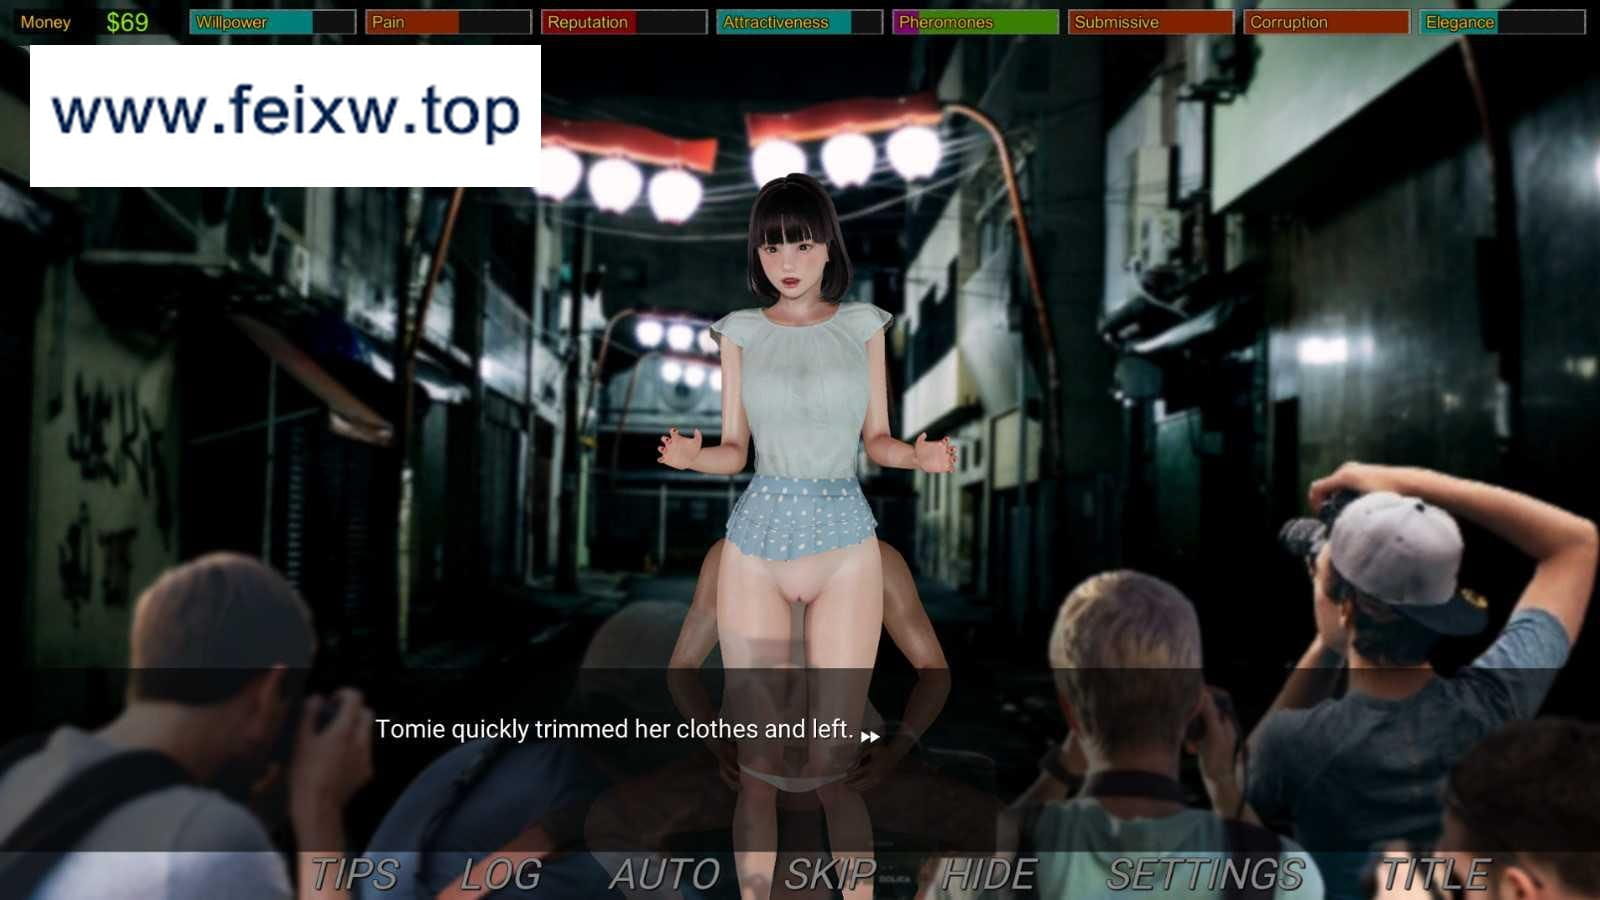 Money $69 Willpower Pain Reputation Attractiveness Pheromones Submissive Corruption Elegance
www.feixw.top
Tomie quickly trimmed her clothes and left.
TIPS LOG AUTO SKIP HIDE SETTINGS TITLE